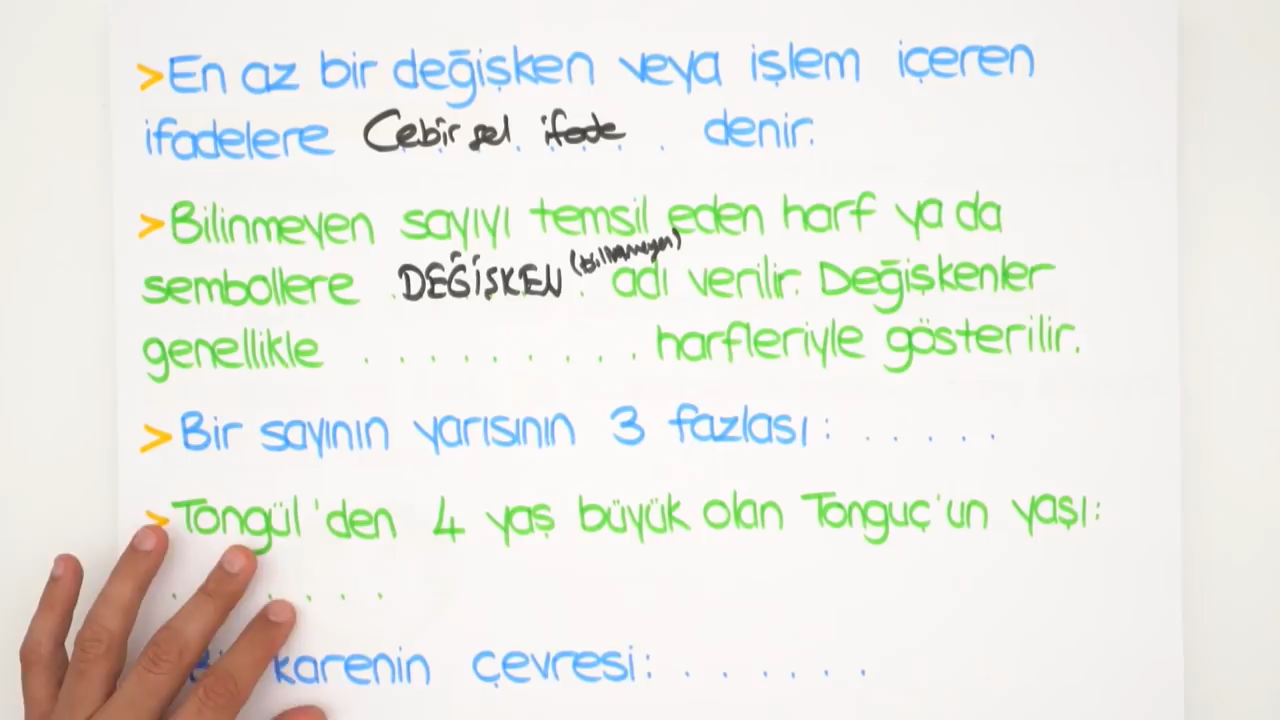 > En az bir değişken veya işlem içeren
ifadelere Cebirsel ifade . denir.
> Bilinmeyen sayıyı temsil eden harf ya da
sembollere DEĞİŞKEN (bilinmeyen) adı verilir. Değişkenler
genellikle . . . . . . . . . harfleriyle gösterilir.
> Bir sayının yarısının 3 fazlası : . . . . .
> Tongül'den 4 yaş büyük olan Tonguç'un yaşı:
. . . . .
karenin çevresi: . . . . . .